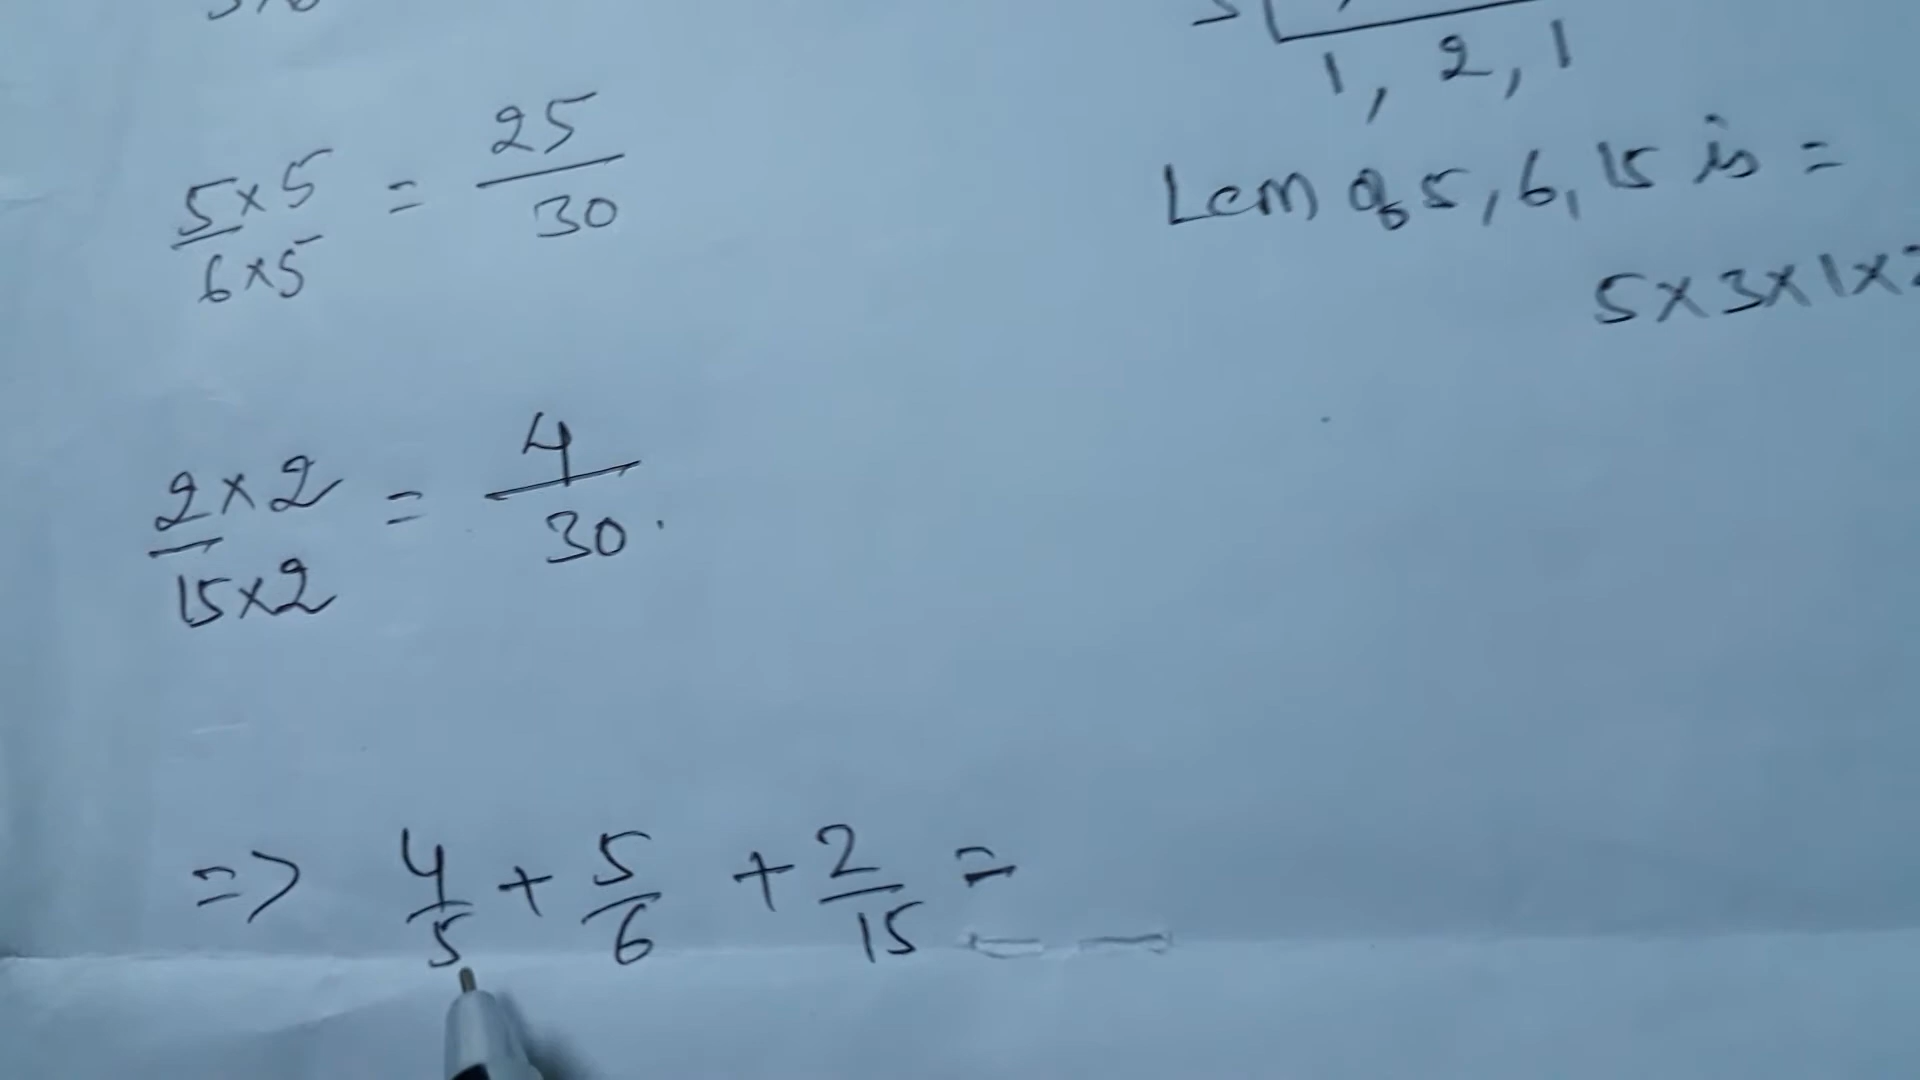 5×5/6×5 = 25/30
2×2/15×2 = 4/30.
=> 4/5 + 5/6 + 2/15 =
1, 2, 1
Lcm of 5, 6, 15 is =
5×3×1×2